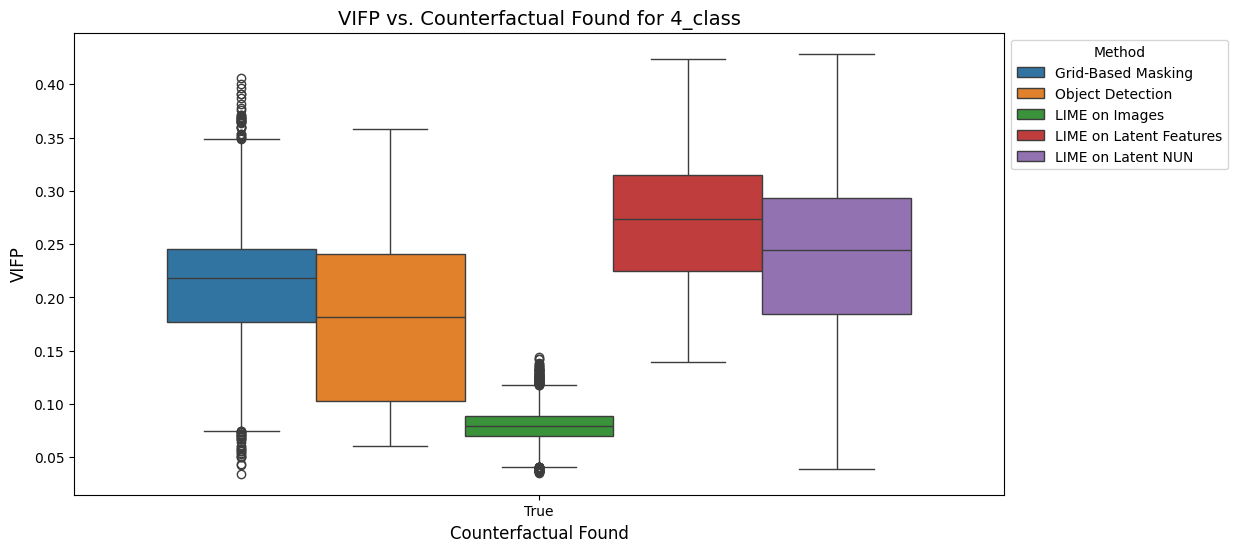 VIFP vs. Counterfactual Found for 4_class
VIFP
0.40
0.35
0.30
0.25
0.20
0.15
0.10
0.05
True
Counterfactual Found
Method
Grid-Based Masking
Object Detection
LIME on Images
LIME on Latent Features
LIME on Latent NUN